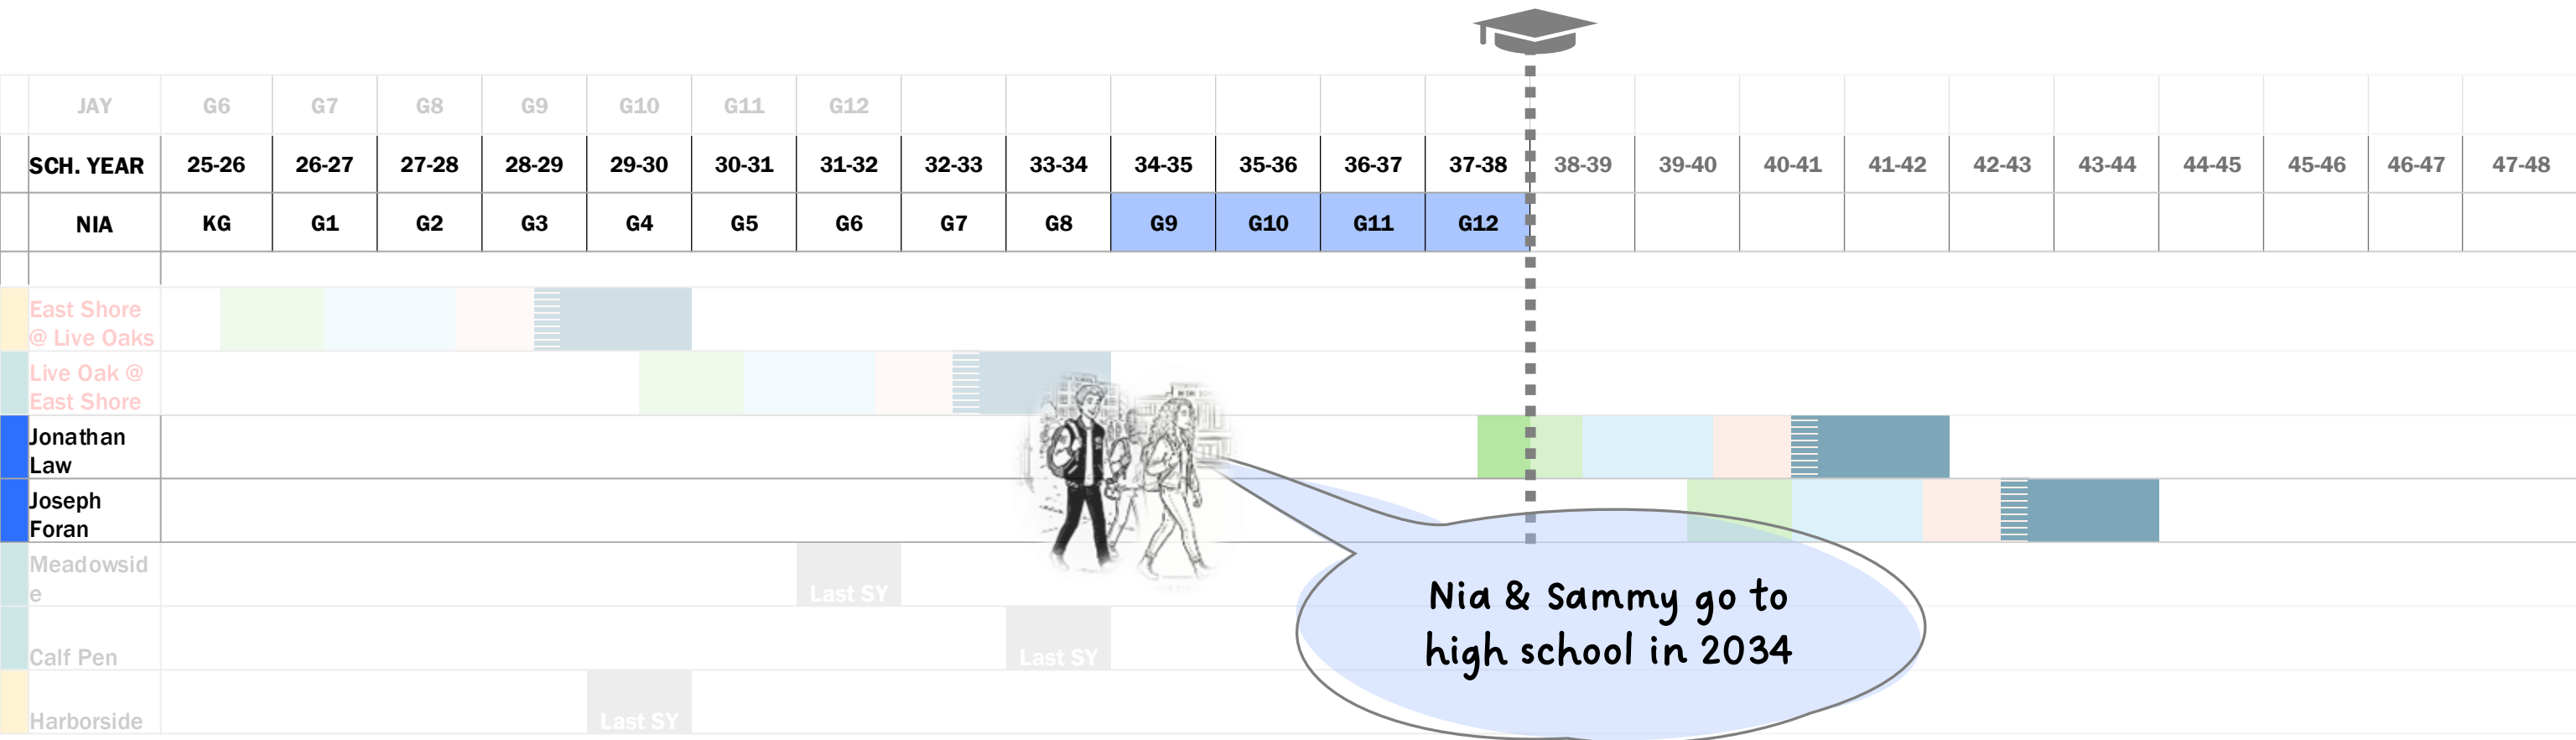 JAY G6 G7 G8 G9 G10 G11 G12
SCH. YEAR 25-26 26-27 27-28 28-29 29-30 30-31 31-32 32-33 33-34 34-35 35-36 36-37 37-38 38-39 39-40 40-41 41-42 42-43 43-44 44-45 45-46 46-47 47-48
NIA KG G1 G2 G3 G4 G5 G6 G7 G8 G9 G10 G11 G12
East Shore
@ Live Oaks
Live Oak @
East Shore
Jonathan
Law
Joseph
Foran
Meadowsid
e
Last SY
Calf Pen
Last SY
Harborside
Last SY
Nia & Sammy go to
high school in 2034